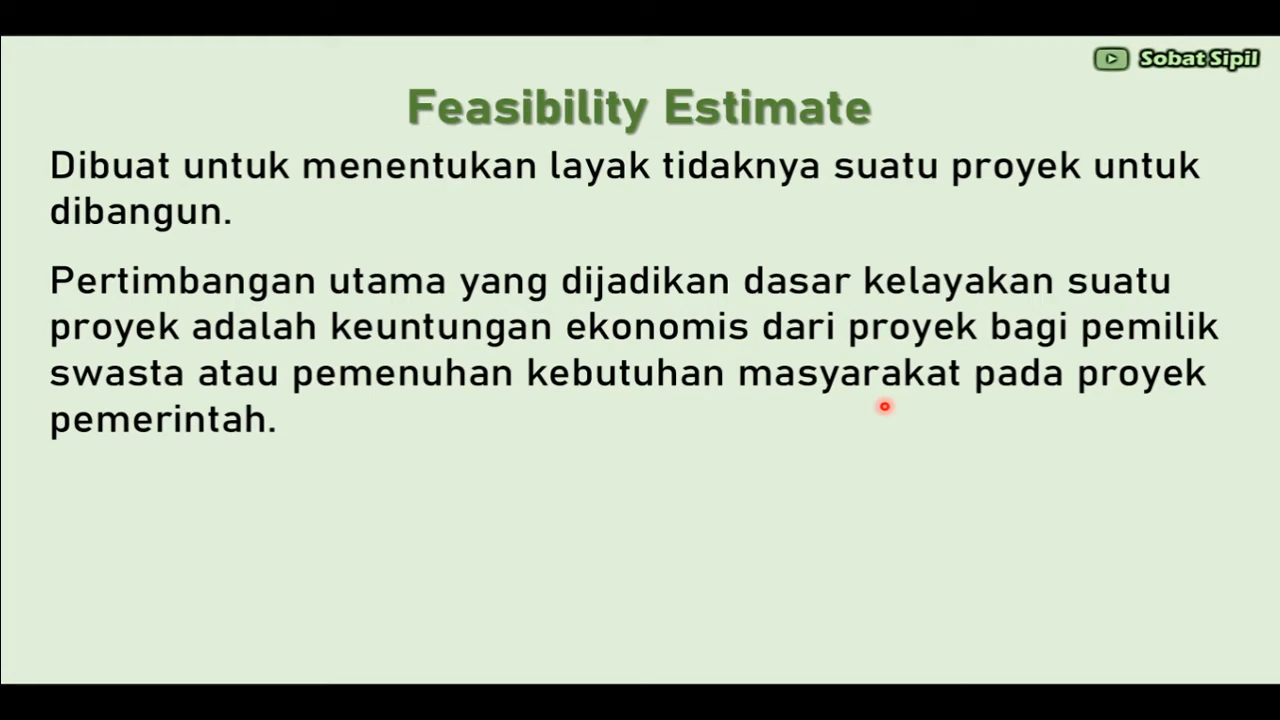 Sobat Sipil
Feasibility Estimate
Dibuat untuk menentukan layak tidaknya suatu proyek untuk
dibangun.
Pertimbangan utama yang dijadikan dasar kelayakan suatu
proyek adalah keuntungan ekonomis dari proyek bagi pemilik
swasta atau pemenuhan kebutuhan masyarakat pada proyek
pemerintah.